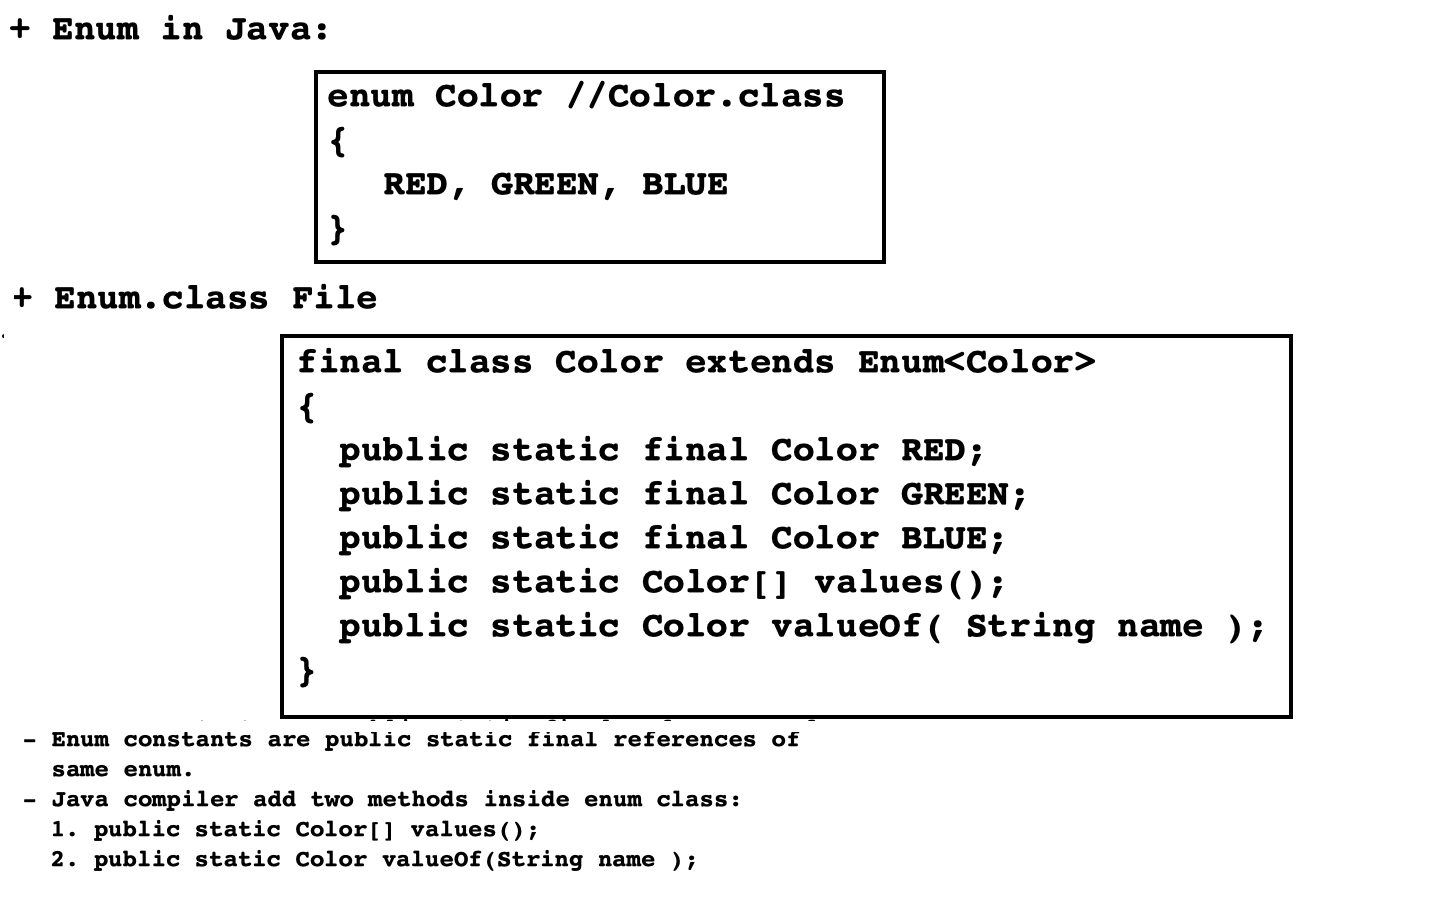 + Enum in Java:
enum Color //Color.class
{
RED, GREEN, BLUE
}
+ Enum.class File
final class Color extends Enum<Color>
{
public static final Color RED;
public static final Color GREEN;
public static final Color BLUE;
public static Color[] values();
public static Color valueOf( String name );
}
- Enum constants are public static final references of
same enum.
- Java compiler add two methods inside enum class:
1. public static Color[] values();
2. public static Color valueOf(String name );